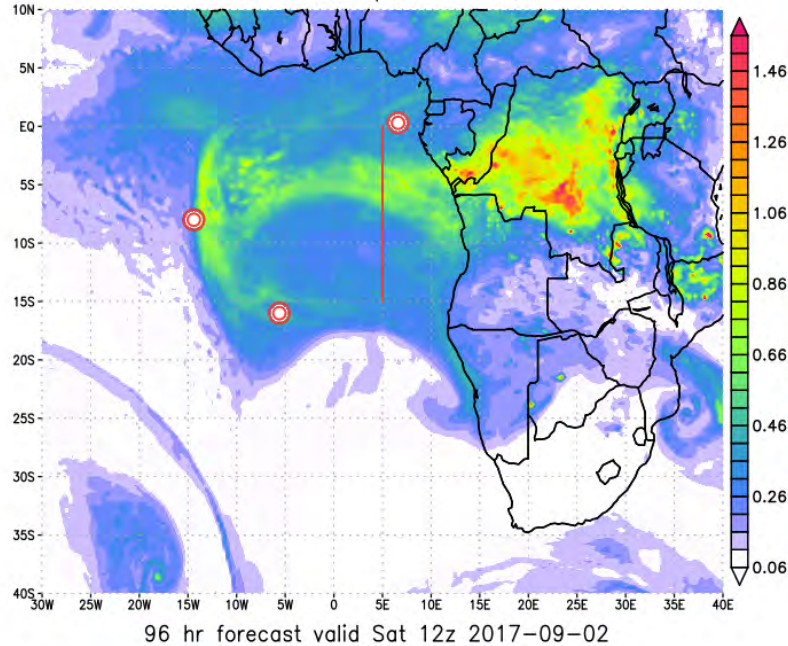 10N
5N
EQ
5S
10S
15S
20S
25S
30S
35S
40S
30W 25W 20W 15W 10W 5W 0 5E 10E 15E 20E 25E 30E 35E 40E
1.46
1.26
1.06
0.86
0.66
0.46
0.26
0.06
96 hr forecast valid Sat 12z 2017-09-02